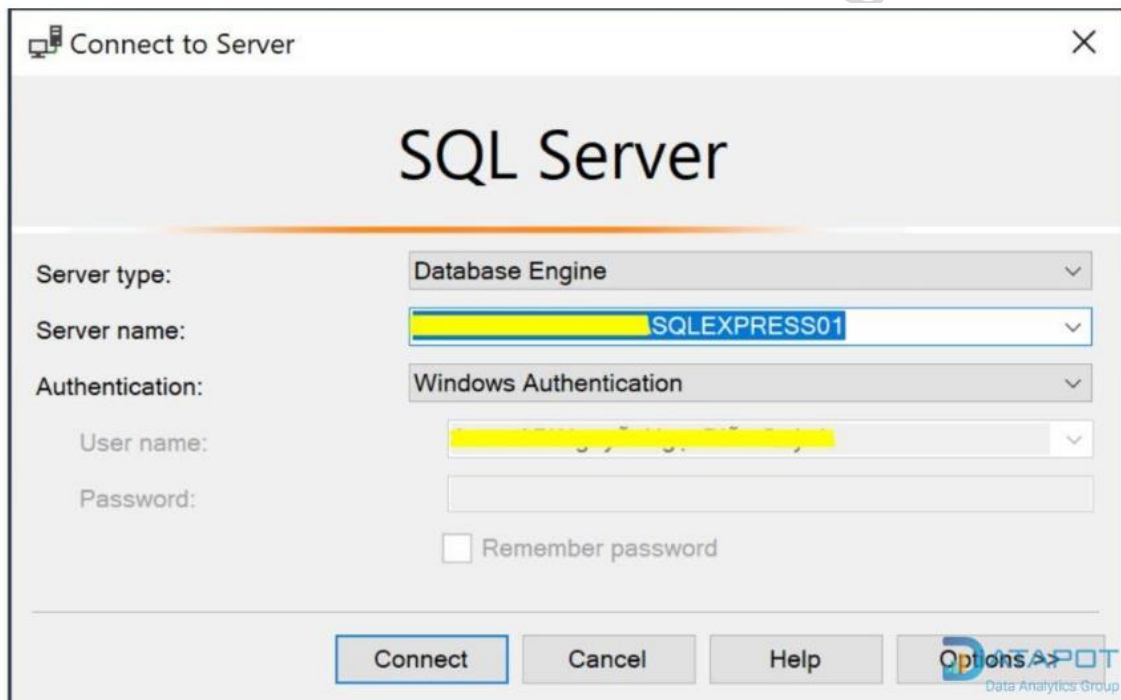 Connect to Server
SQL Server
Server type: Database Engine
Server name: \SQLEXPRESS01
Authentication: Windows Authentication
User name:
Password:
Remember password
Connect Cancel Help Options >>
DATAPOT
Data Analytics Group